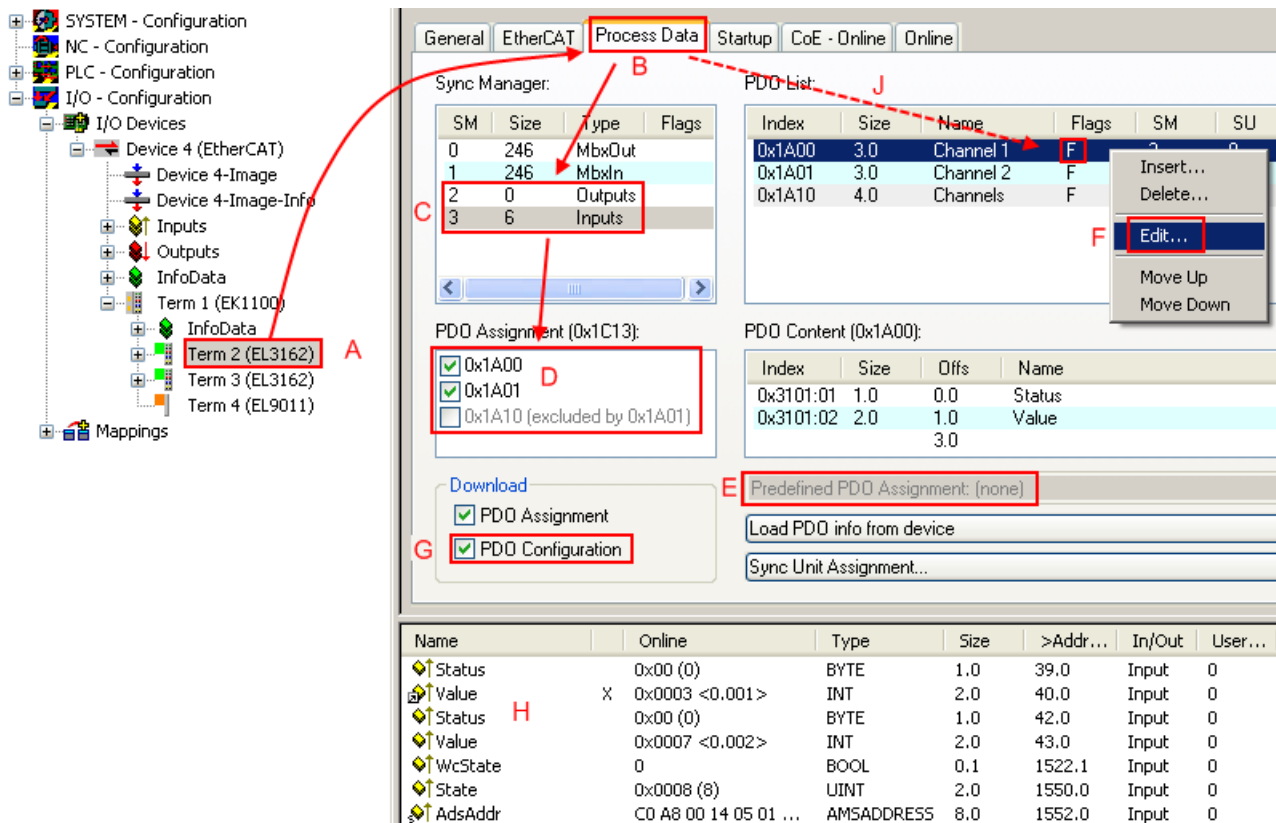 SYSTEM - Configuration
NC - Configuration
PLC - Configuration
I/O - Configuration
I/O Devices
Device 4 (EtherCAT)
Device 4-Image
Device 4-Image-Info
Inputs
Outputs
InfoData
Term 1 (EK1100)
InfoData
Term 2 (EL3162) A
Term 3 (EL3162)
Term 4 (EL9011)
Mappings
General EtherCAT Process Data Startup CoE - Online Online
B
J
Sync Manager:
SM Size Type Flags
0 246 MbxOut
1 246 MbxIn
2 0 Outputs
C
3 6 Inputs
PDO List:
Index Size Name Flags SM SU
0x1A00 3.0 Channel 1 F 3 0
0x1A01 3.0 Channel 2 F
0x1A10 4.0 Channels F
Insert...
Delete...
F Edit...
Move Up
Move Down
PDO Assignment (0x1C13):
0x1A00
D
0x1A01
0x1A10 (excluded by 0x1A01)
PDO Content (0x1A00):
Index Size Offs Name
0x3101:01 1.0 0.0 Status
0x3101:02 2.0 1.0 Value
3.0
Download
PDO Assignment
G PDO Configuration
E Predefined PDO Assignment: (none)
Load PDO info from device
Sync Unit Assignment...
Name Online Type Size >Addr... In/Out User...
Status 0x00 (0) BYTE 1.0 39.0 Input 0
Value X 0x0003 <0.001> INT 2.0 40.0 Input 0
H
Status 0x00 (0) BYTE 1.0 42.0 Input 0
Value 0x0007 <0.002> INT 2.0 43.0 Input 0
WcState 0 BOOL 0.1 1522.1 Input 0
State 0x0008 (8) UINT 2.0 1550.0 Input 0
AdsAddr C0 A8 00 14 05 01 ... AMSADDRESS 8.0 1552.0 Input 0